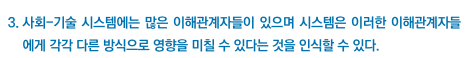 3. 사회-기술 시스템에는 많은 이해관계자들이 있으며 시스템은 이러한 이해관계자들
에게 각각 다른 방식으로 영향을 미칠 수 있다는 것을 인식할 수 있다.